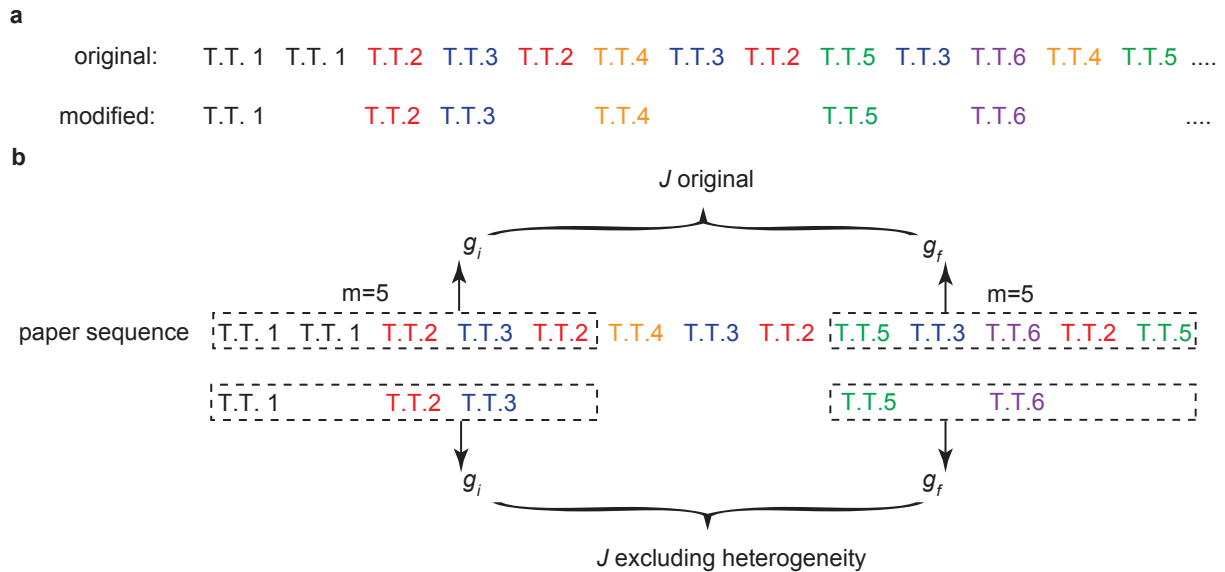 a
original: T.T. 1 T.T. 1 T.T.2 T.T.3 T.T.2 T.T.4 T.T.3 T.T.2 T.T.5 T.T.3 T.T.6 T.T.4 T.T.5 ....
modified: T.T. 1 T.T.2 T.T.3 T.T.4 T.T.5 T.T.6 ....
b
J original
g_i g_f
m=5 m=5
paper sequence T.T. 1 T.T. 1 T.T.2 T.T.3 T.T.2 T.T.4 T.T.3 T.T.2 T.T.5 T.T.3 T.T.6 T.T.2 T.T.5
T.T. 1 T.T.2 T.T.3 T.T.5 T.T.6
g_i g_f
J excluding heterogeneity